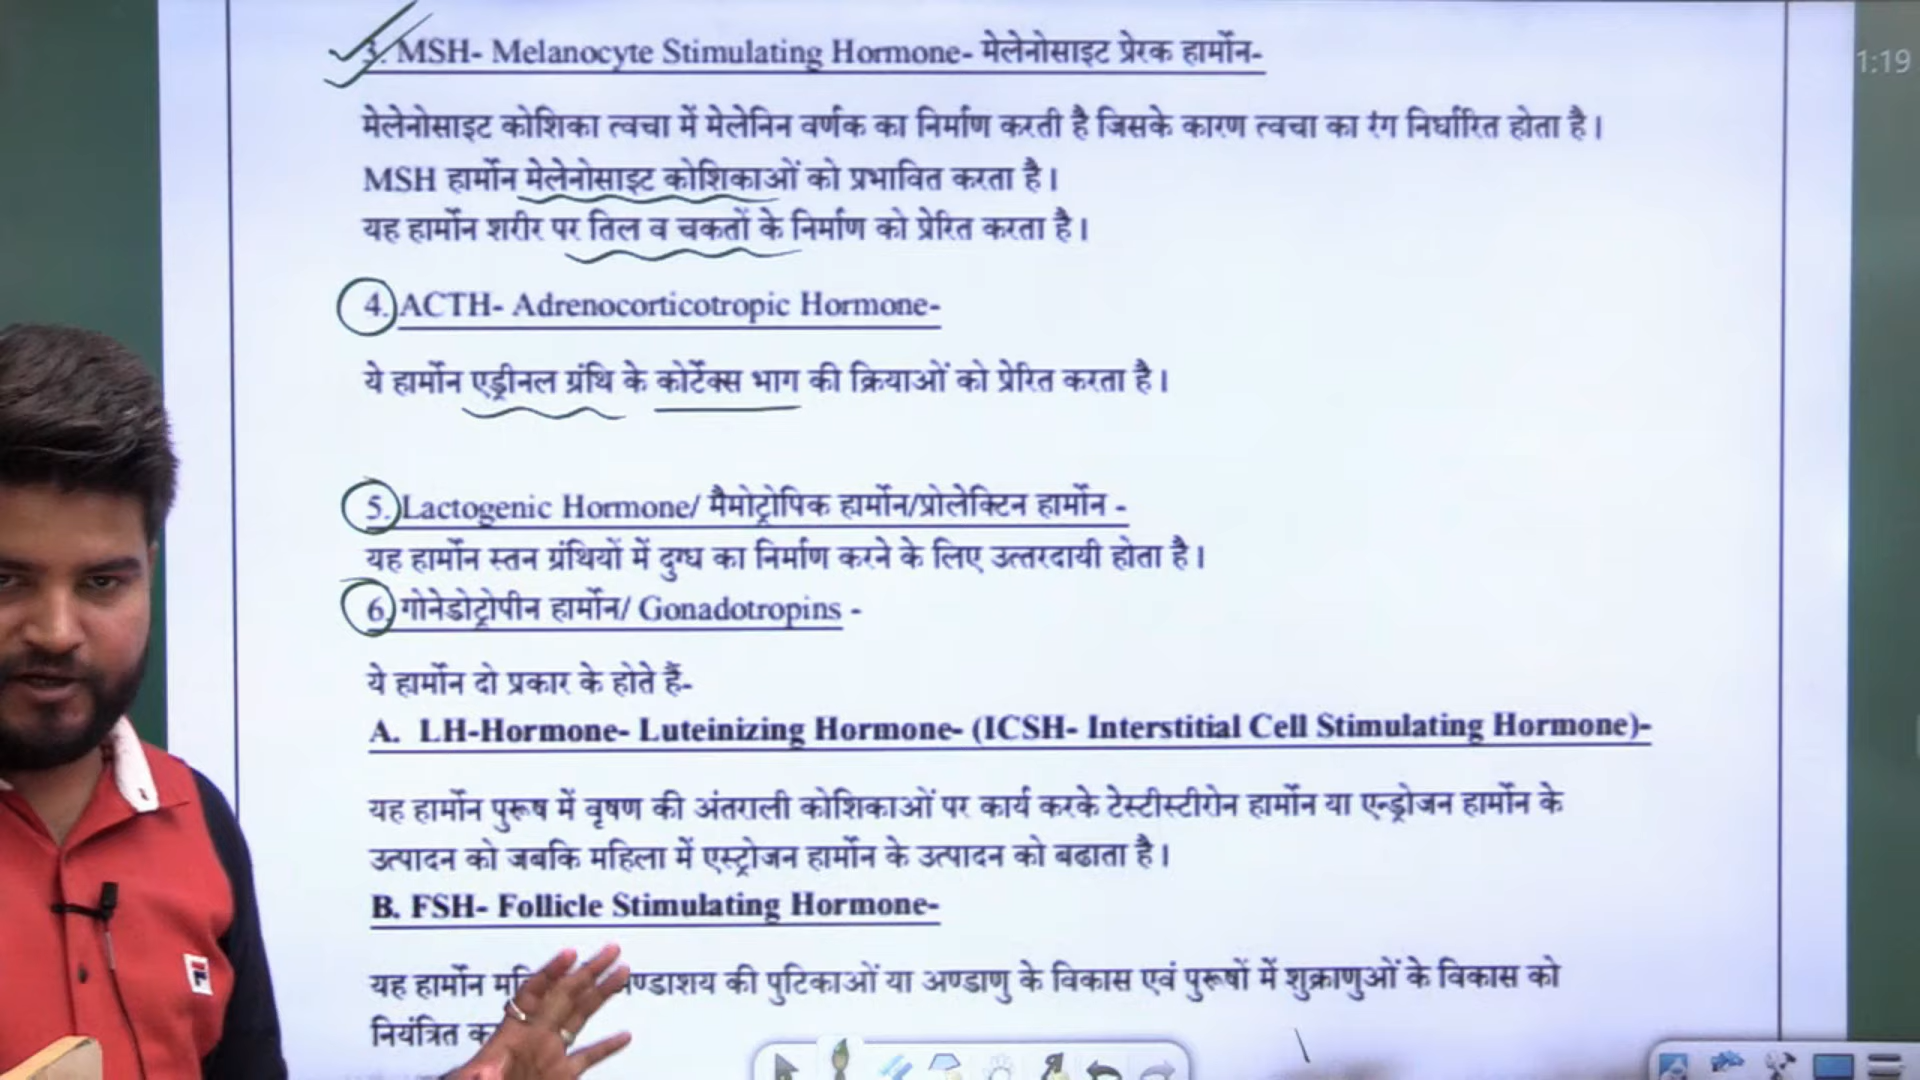 3. MSH- Melanocyte Stimulating Hormone- मेलेनोसाइट प्रेरक हार्मोन-
1:19
मेलेनोसाइट कोशिका त्वचा में मेलेनिन वर्णक का निर्माण करती है जिसके कारण त्वचा का रंग निर्धारित होता है।
MSH हार्मोन मेलेनोसाइट कोशिकाओं को प्रभावित करता है।
यह हार्मोन शरीर पर तिल व चकतों के निर्माण को प्रेरित करता है।
4. ACTH- Adrenocorticotropic Hormone-
ये हार्मोन एड्रीनल ग्रंथि के कोर्टेक्स भाग की क्रियाओं को प्रेरित करता है।
5. Lactogenic Hormone/ मैमोट्रोपिक हार्मोन/प्रोलेक्टिन हार्मोन -
यह हार्मोन स्तन ग्रंथियों में दुग्ध का निर्माण करने के लिए उत्तरदायी होता है।
6. गोनेडोट्रोपीन हार्मोन/ Gonadotropins -
ये हार्मोन दो प्रकार के होते हैं-
A. LH-Hormone- Luteinizing Hormone- (ICSH- Interstitial Cell Stimulating Hormone)-
यह हार्मोन पुरूष में वृषण की अंतराली कोशिकाओं पर कार्य करके टेस्टीस्टीरोन हार्मोन या एन्ड्रोजन हार्मोन के
उत्पादन को जबकि महिला में एस्ट्रोजन हार्मोन के उत्पादन को बढाता है।
B. FSH- Follicle Stimulating Hormone-
यह हार्मोन की पुटिकाओं या अण्डाणु के विकास एवं पुरूषों में शुक्राणुओं के विकास को
नियंत्रित